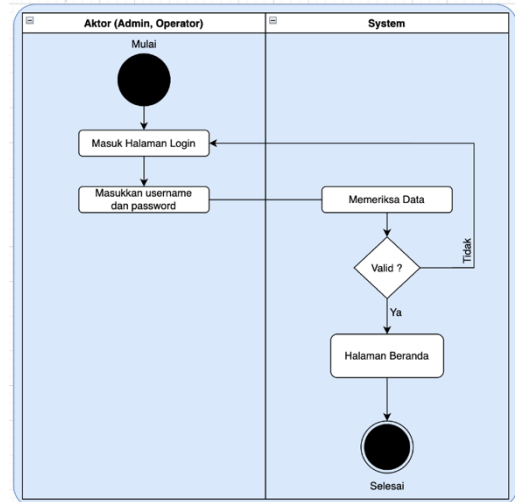 Aktor (Admin, Operator)
System
Mulai
Masuk Halaman Login
Masukkan username
dan password
Memeriksa Data
Valid ?
Tidak
Ya
Halaman Beranda
Selesai